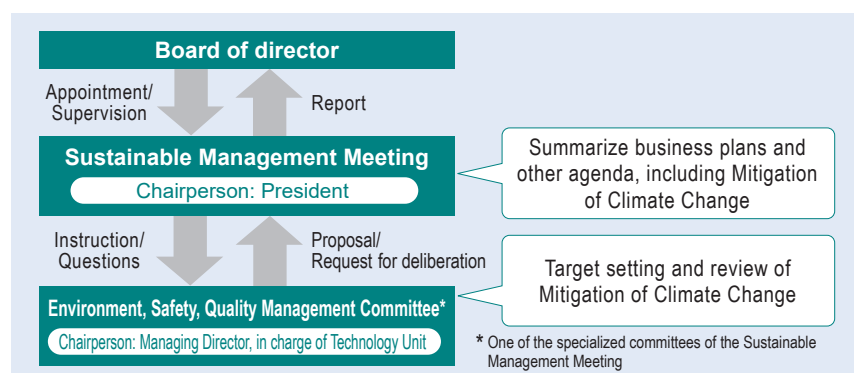 Board of director
Appointment/
Supervision
Report
Sustainable Management Meeting
Chairperson: President
Summarize business plans and
other agenda, including Mitigation
of Climate Change
Instruction/
Questions
Proposal/
Request for deliberation
Environment, Safety, Quality Management Committee*
Chairperson: Managing Director, in charge of Technology Unit
Target setting and review of
Mitigation of Climate Change
* One of the specialized committees of the Sustainable
Management Meeting